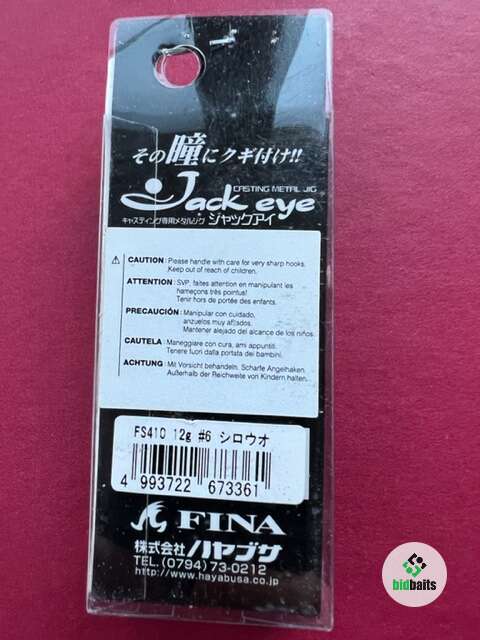 その瞳にクギ付け!!
CASTING METAL JIG
Jack eye
キャスティング専用メタルジグ ジャックアイ
⚠ CAUTION : Please handle with care for very sharp hooks.
Keep out of reach of children.
ATTENTION : SVP, faites attention en manipulant les
hameçons très pointus!
Tenir hors de portée des enfants.
PRECAUCIÓN : Manipular con cuidado,
anzuelos muy afilados.
Mantener alejado del alcance de los niños.
CAUTELA : Maneggiare con cura, ami appuntiti.
Tenere fuori dalla portata dei bambini.
ACHTUNG : Mit Vorsicht behandeln. Scharfe Angelhaken.
Außerhalb der Reichweite von Kindern halten.
FS410 12g #6 シロウオ
4 993722 673361
FINA
株式会社ハヤブサ
TEL.(0794)73-0212
http://www.hayabusa.co.jp
bidbaits